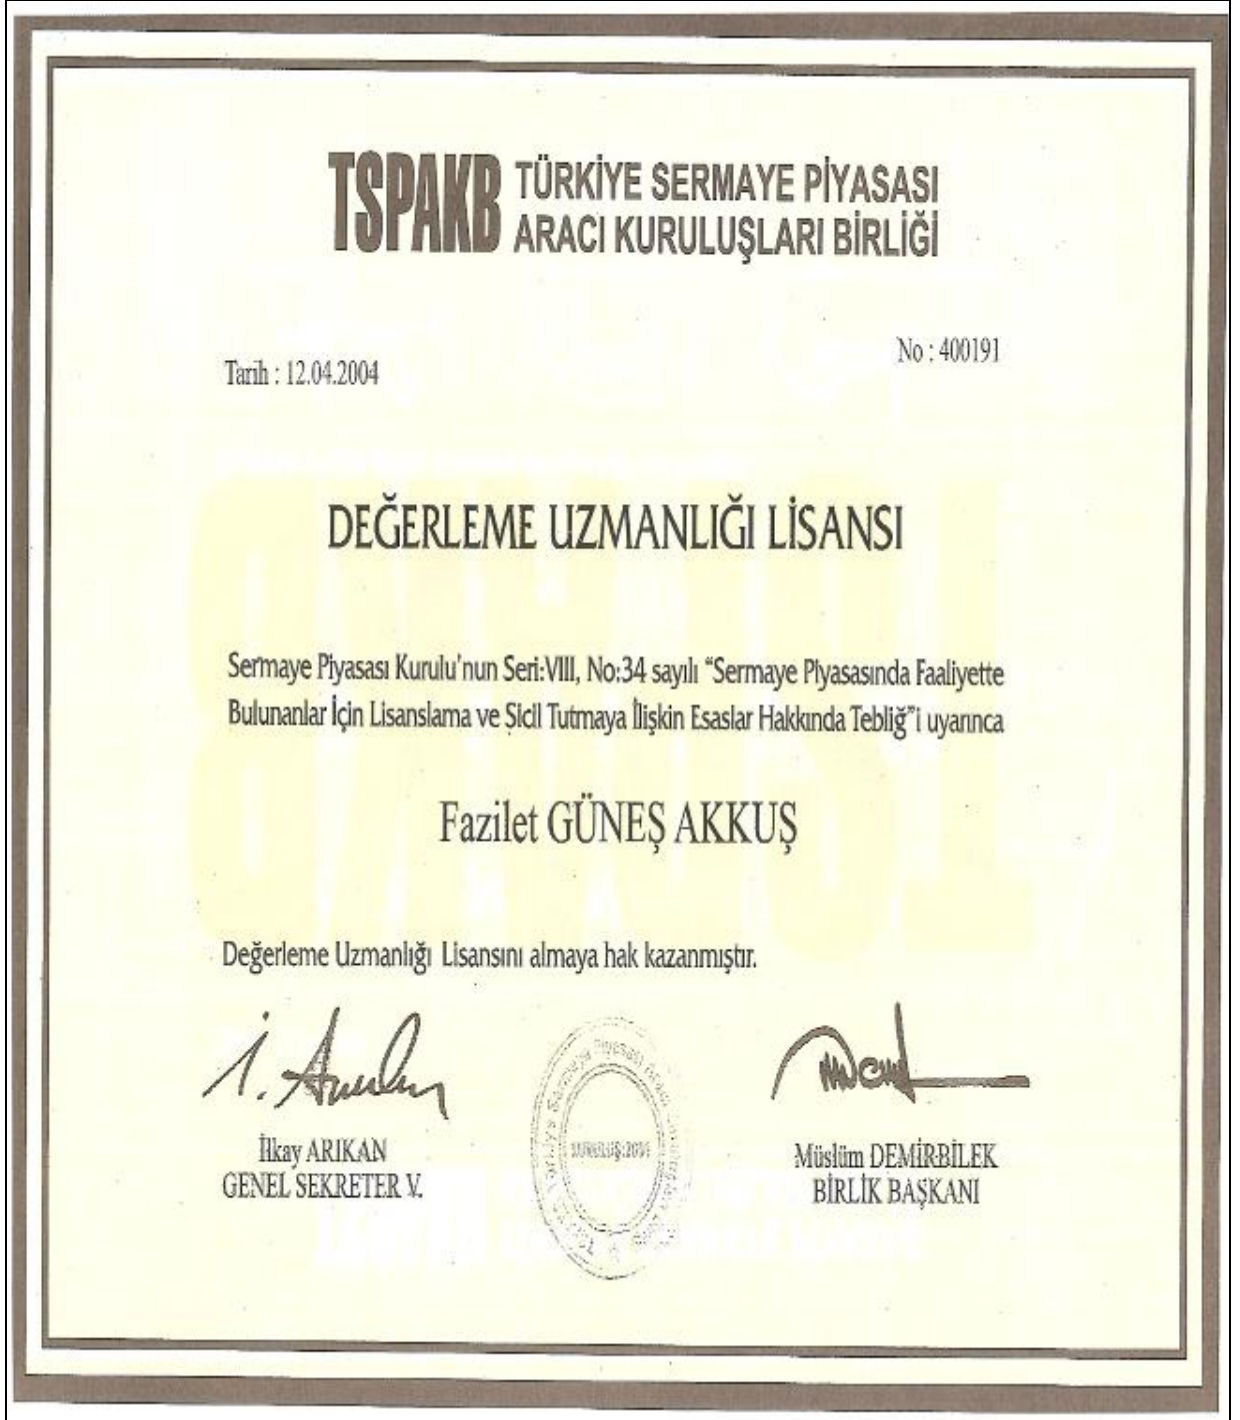 TSPAKB TÜRKİYE SERMAYE PİYASASI
ARACI KURULUŞLARI BİRLİĞİ
No : 400191
Tarih : 12.04.2004
DEĞERLEME UZMANLIĞI LİSANSI
Sermaye Piyasası Kurulu'nun Seri:VIII, No:34 sayılı “Sermaye Piyasasında Faaliyette
Bulunanlar İçin Lisanslama ve Sicil Tutmaya İlişkin Esaslar Hakkında Tebliğ”i uyarınca
Fazilet GÜNEŞ AKKUŞ
Değerleme Uzmanlığı Lisansını almaya hak kazanmıştır.
İlkay ARIKAN
GENEL SEKRETER V.
KURULUŞ:2001
Müslüm DEMİRBİLEK
BİRLİK BAŞKANI